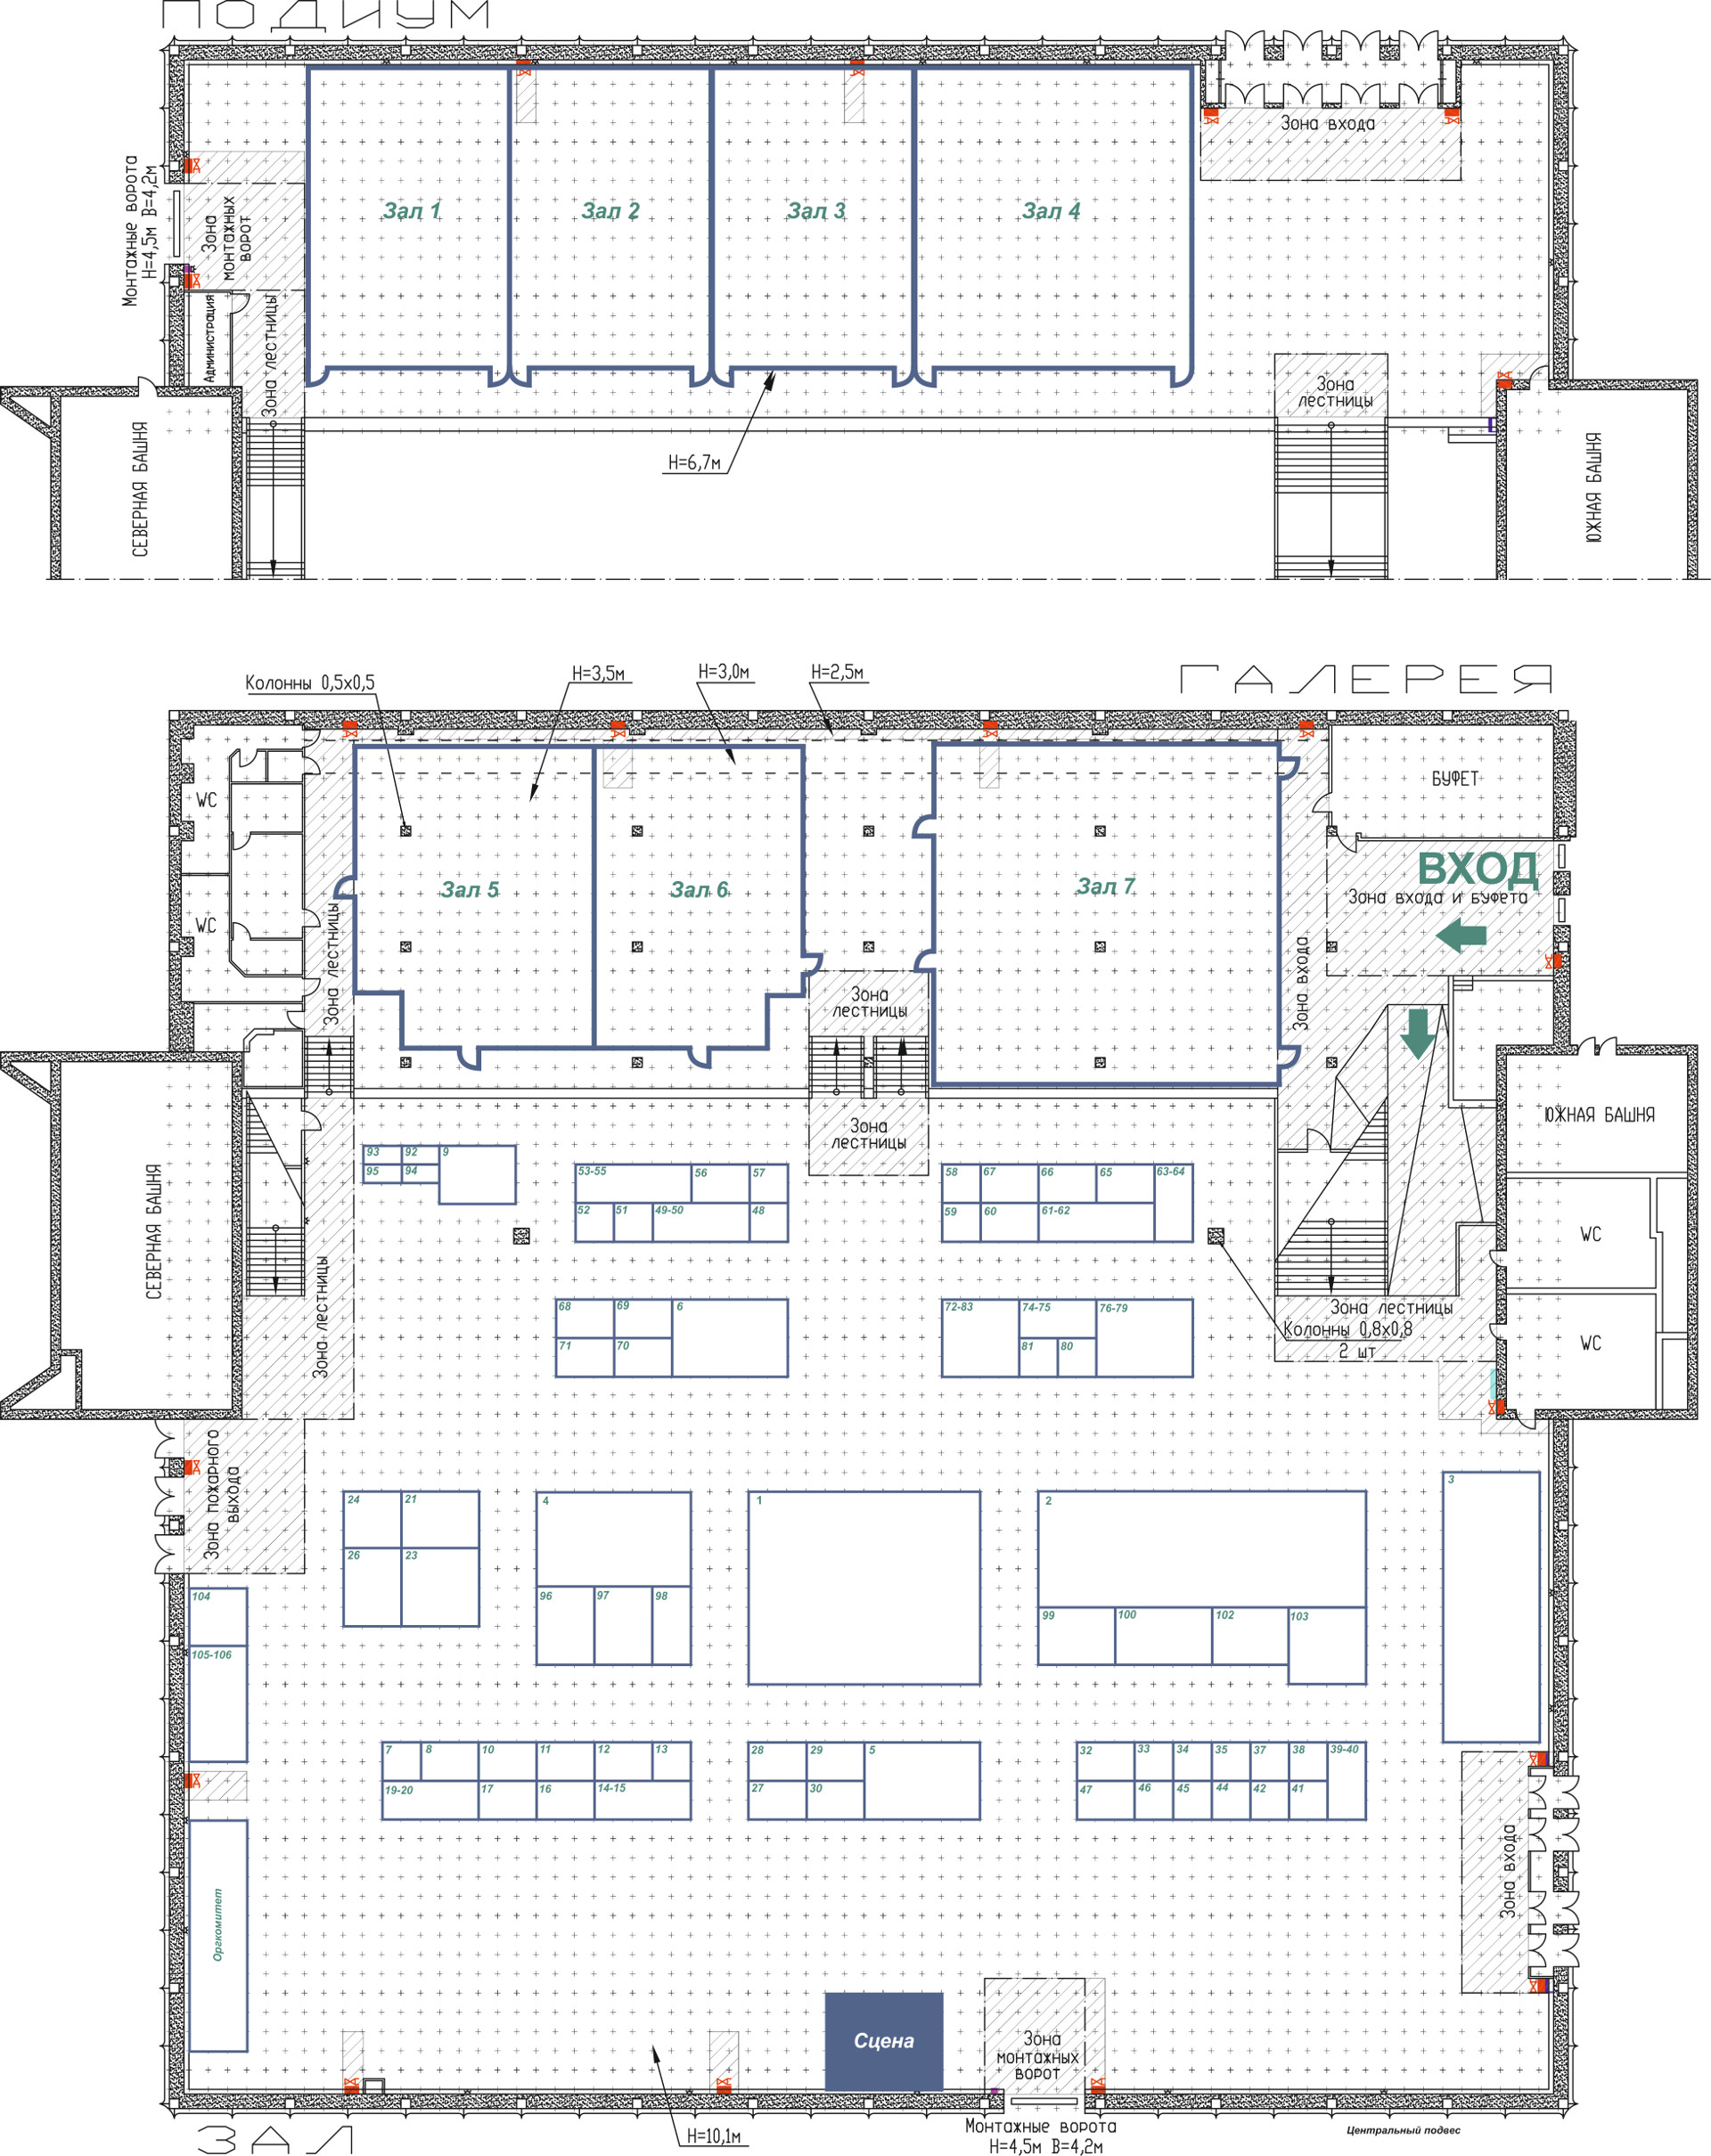 ПОДИУМ
Зона входа
Монтажные ворота
Н=4,5м В=4,2м
Зона
монтажных
ворот
Зал 1
Зал 2
Зал 3
Зал 4
Администрация
Зона лестницы
Зона
лестницы
СЕВЕРНАЯ БАШНЯ
Н=6,7м
ЮЖНАЯ БАШНЯ
ГАЛЕРЕЯ
Колонны 0,5х0,5
Н=3,5м
Н=3,0м
Н=2,5м
WC
БУФЕТ
ВХОД
Зона входа и буфета
Зал 5
Зал 6
Зал 7
WC
Зона лестницы
Зона входа
Зона
лестницы
Зона
лестницы
ЮЖНАЯ БАШНЯ
СЕВЕРНАЯ БАШНЯ
93
92
9
95
94
53-55
56
57
52
51
49-50
48
58
67
66
65
63-64
59
60
61-62
WC
Зона лестницы
68
69
6
71
70
72-83
74-75
76-79
81
80
Зона лестницы
Колонны 0,8х0,8
2 шт
WC
Зона пожарного
выхода
24
21
26
23
4
96
97
98
1
2
99
100
102
103
3
104
105-106
7
8
10
11
12
13
19-20
17
16
14-15
28
29
5
27
30
32
33
34
35
37
38
39-40
47
46
45
44
42
41
Зона входа
Оргкомитет
Сцена
Зона
монтажных
ворот
ЗАЛ
Н=10,1м
Монтажные ворота
Н=4,5м В=4,2м
Центральный подвес